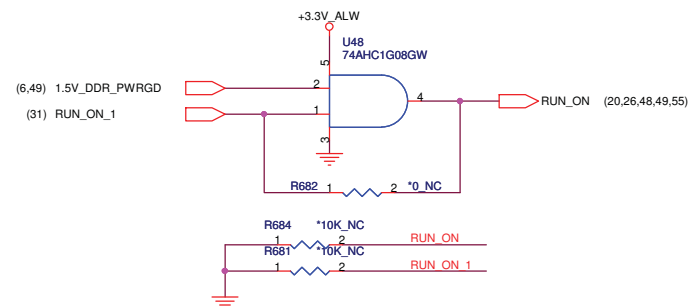 +3.3V_ALW
U48
74AHC1G08GW
5
(6,49) 1.5V_DDR_PWRGD 2
4 RUN_ON (20,26,48,49,55)
(31) RUN_ON_1 1
3
R682 1 2 *0_NC
R684 *10K_NC
1 2 RUN_ON
R681 *10K_NC
1 2 RUN_ON_1